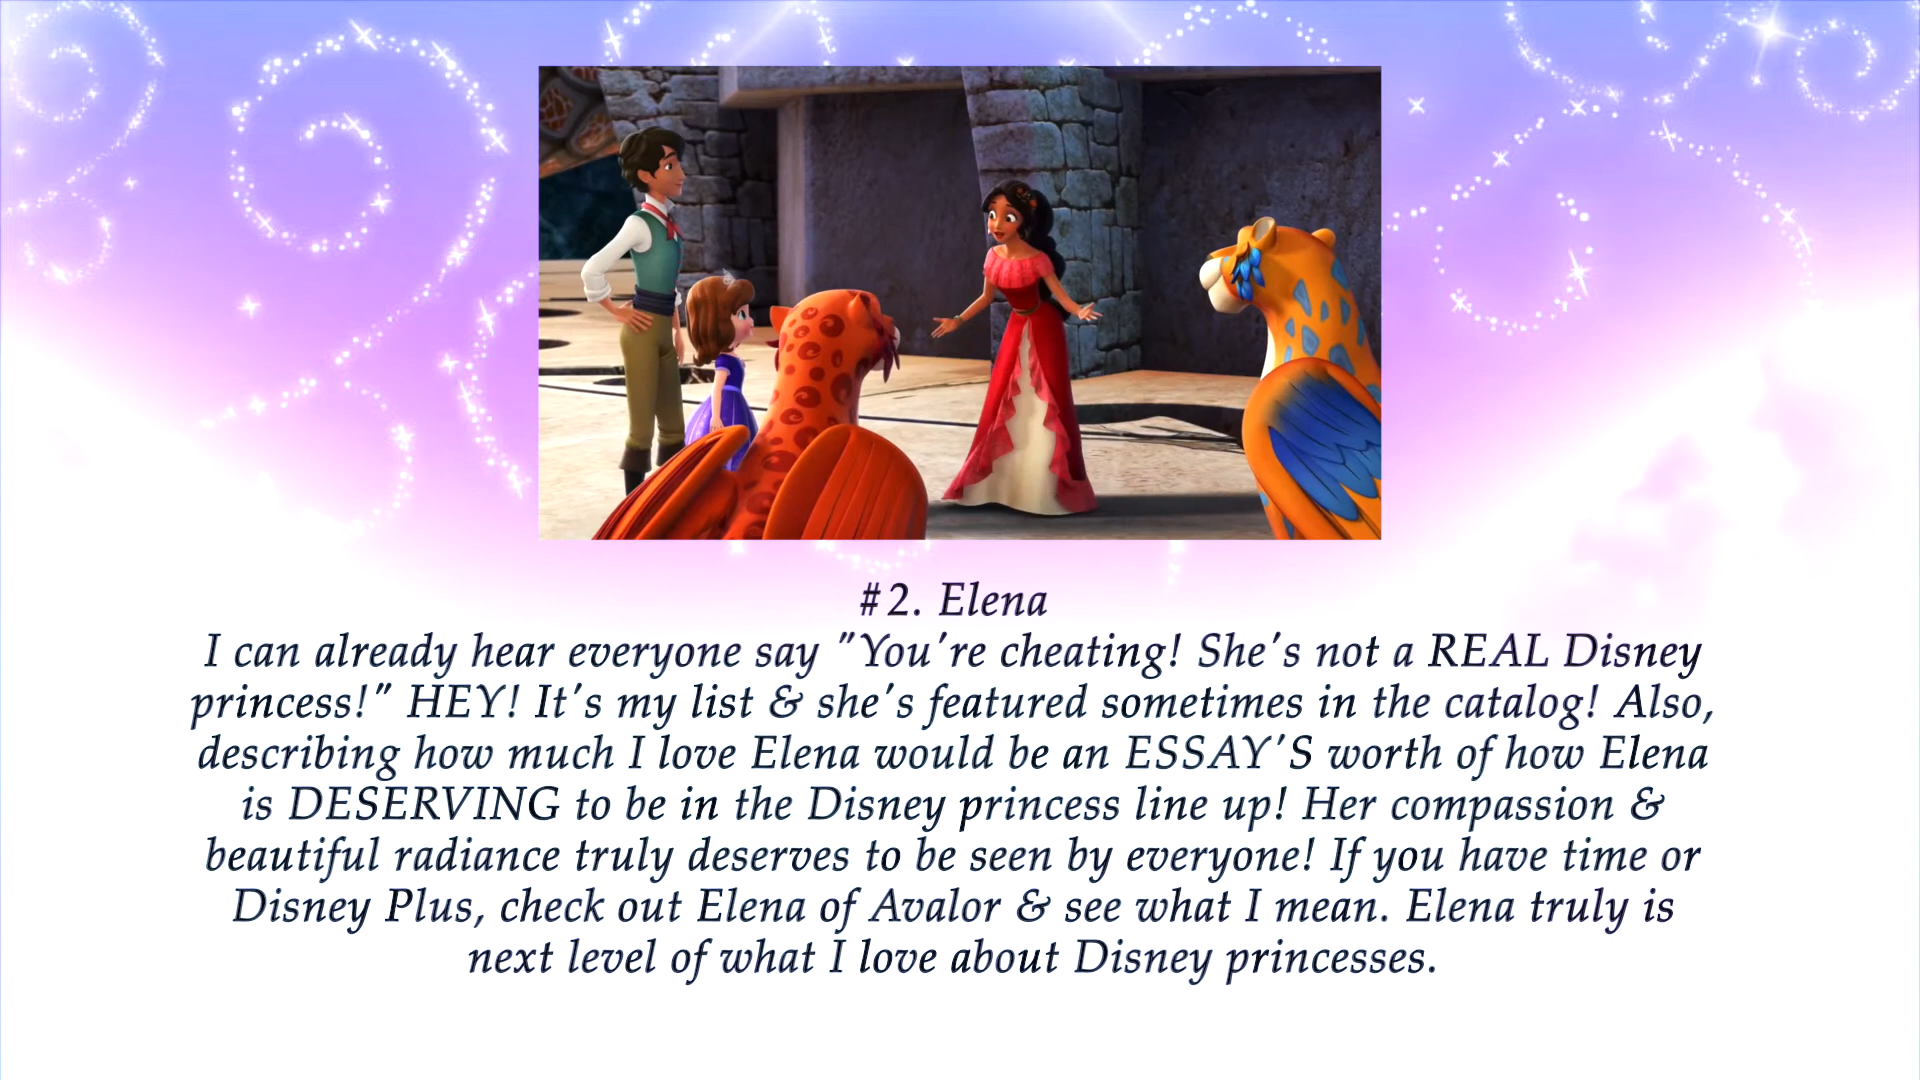 #2. Elena
I can already hear everyone say "You're cheating! She's not a REAL Disney
princess!" HEY! It's my list & she's featured sometimes in the catalog! Also,
describing how much I love Elena would be an ESSAY'S worth of how Elena
is DESERVING to be in the Disney princess line up! Her compassion &
beautiful radiance truly deserves to be seen by everyone! If you have time or
Disney Plus, check out Elena of Avalor & see what I mean. Elena truly is
next level of what I love about Disney princesses.